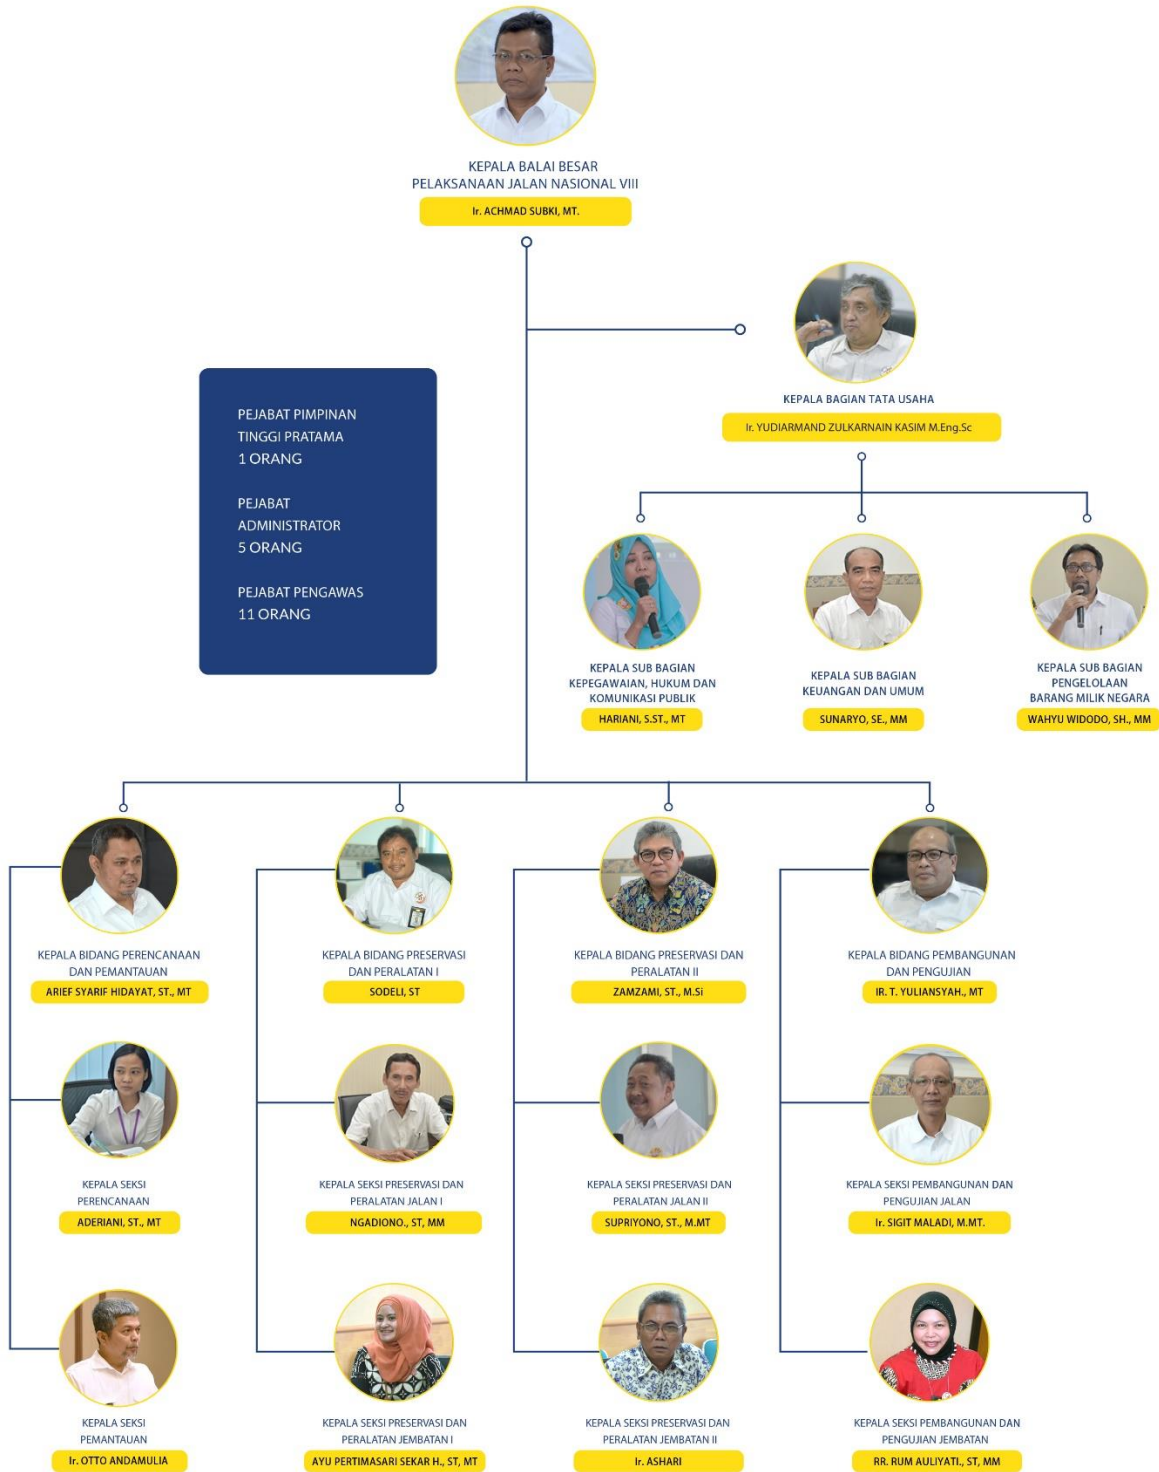 KEPALA BALAI BESAR
PELAKSANAAN JALAN NASIONAL VIII
Ir. ACHMAD SUBKI, MT.
KEPALA BAGIAN TATA USAHA
Ir. YUDIARMAND ZULKARNAIN KASIM M.Eng.Sc
PEJABAT PIMPINAN
TINGGI PRATAMA
1 ORANG
PEJABAT
ADMINISTRATOR
5 ORANG
PEJABAT PENGAWAS
11 ORANG
KEPALA SUB BAGIAN
KEPEGAWAIAN, HUKUM DAN
KOMUNIKASI PUBLIK
HARIANI, S.ST., MT
KEPALA SUB BAGIAN
KEUANGAN DAN UMUM
SUNARYO, SE., MM
KEPALA SUB BAGIAN
PENGELOLAAN
BARANG MILIK NEGARA
WAHYU WIDODO, SH., MM
KEPALA BIDANG PERENCANAAN
DAN PEMANTAUAN
ARIEF SYARIF HIDAYAT, ST., MT
KEPALA BIDANG PRESERVASI
DAN PERALATAN I
SODELI, ST
KEPALA BIDANG PRESERVASI DAN
PERALATAN II
ZAMZAMI, ST., M.Si
KEPALA BIDANG PEMBANGUNAN
DAN PENGUJIAN
IR. T. YULIANSYAH., MT
KEPALA SEKSI
PERENCANAAN
ADERIANI, ST., MT
KEPALA SEKSI PRESERVASI DAN
PERALATAN JALAN I
NGADIONO., ST, MM
KEPALA SEKSI PRESERVASI DAN
PERALATAN JALAN II
SUPRIYONO, ST., M.MT
KEPALA SEKSI PEMBANGUNAN DAN
PENGUJIAN JALAN
Ir. SIGIT MALADI, M.MT.
KEPALA SEKSI
PEMANTAUAN
Ir. OTTO ANDAMULIA
KEPALA SEKSI PRESERVASI DAN
PERALATAN JEMBATAN I
AYU PERTIMASARI SEKAR H., ST, MT
KEPALA SEKSI PRESERVASI DAN
PERALATAN JEMBATAN II
Ir. ASHARI
KEPALA SEKSI PEMBANGUNAN DAN
PENGUJIAN JEMBATAN
RR. RUM AULIYATI., ST, MM